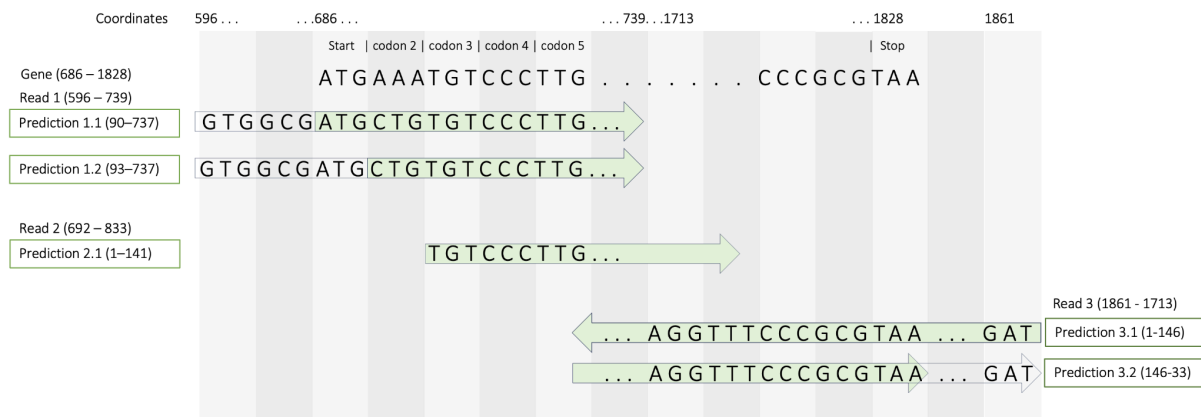 Coordinates 596 . . . . . .686 . . . . . . 739. . .1713 . . . 1828 1861
Start | codon 2 | codon 3 | codon 4 | codon 5 | Stop
Gene (686 – 1828) ATGAAATGTCCCTTG . . . . . . . CCCGCGTAA
Read 1 (596 – 739)
Prediction 1.1 (90–737) GTGGCGATGCTGTGTCCCTTG...
Prediction 1.2 (93–737) GTGGCGATGCTGTGTCCCTTG...
Read 2 (692 – 833)
Prediction 2.1 (1–141) TGTCCCTTG...
Read 3 (1861 - 1713)
... AGGTTTCCCGCGTAA ... GAT Prediction 3.1 (1-146)
... AGGTTTCCCGCGTAA ... GAT Prediction 3.2 (146-33)